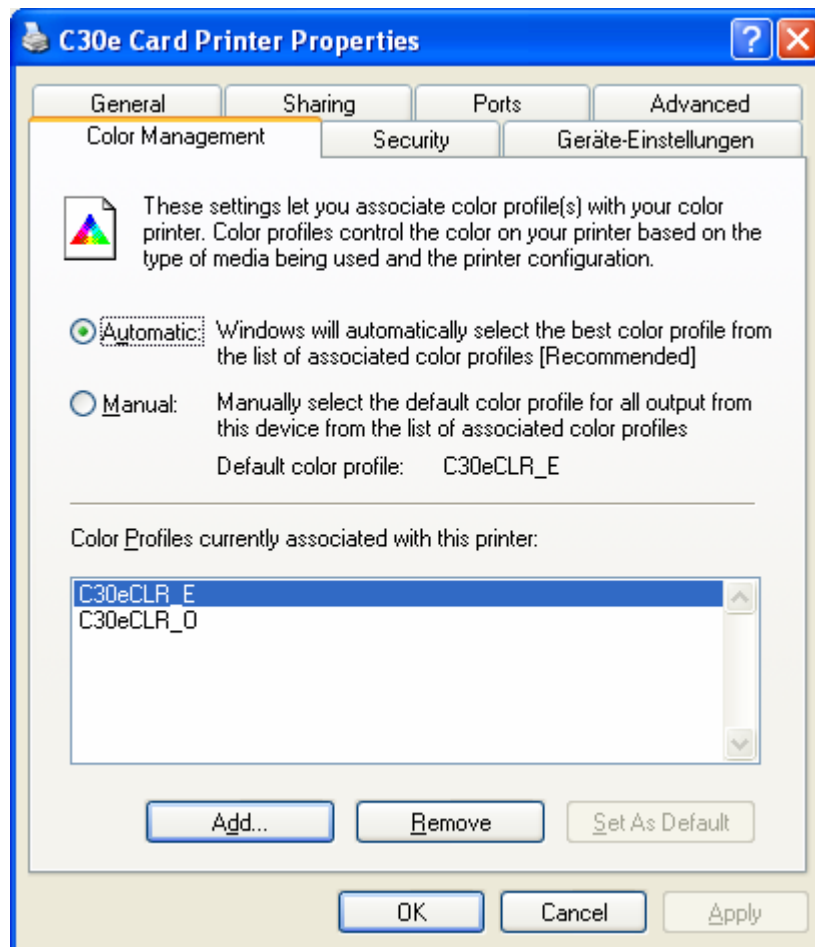 C30e Card Printer Properties
General
Sharing
Ports
Advanced
Color Management
Security
Geräte-Einstellungen
These settings let you associate color profile(s) with your color
printer. Color profiles control the color on your printer based on the
type of media being used and the printer configuration.
Automatic: Windows will automatically select the best color profile from
the list of associated color profiles [Recommended]
Manual: Manually select the default color profile for all output from
this device from the list of associated color profiles
Default color profile: C30eCLR_E
Color Profiles currently associated with this printer:
C30eCLR_E
C30eCLR_O
Add...
Remove
Set As Default
OK
Cancel
Apply